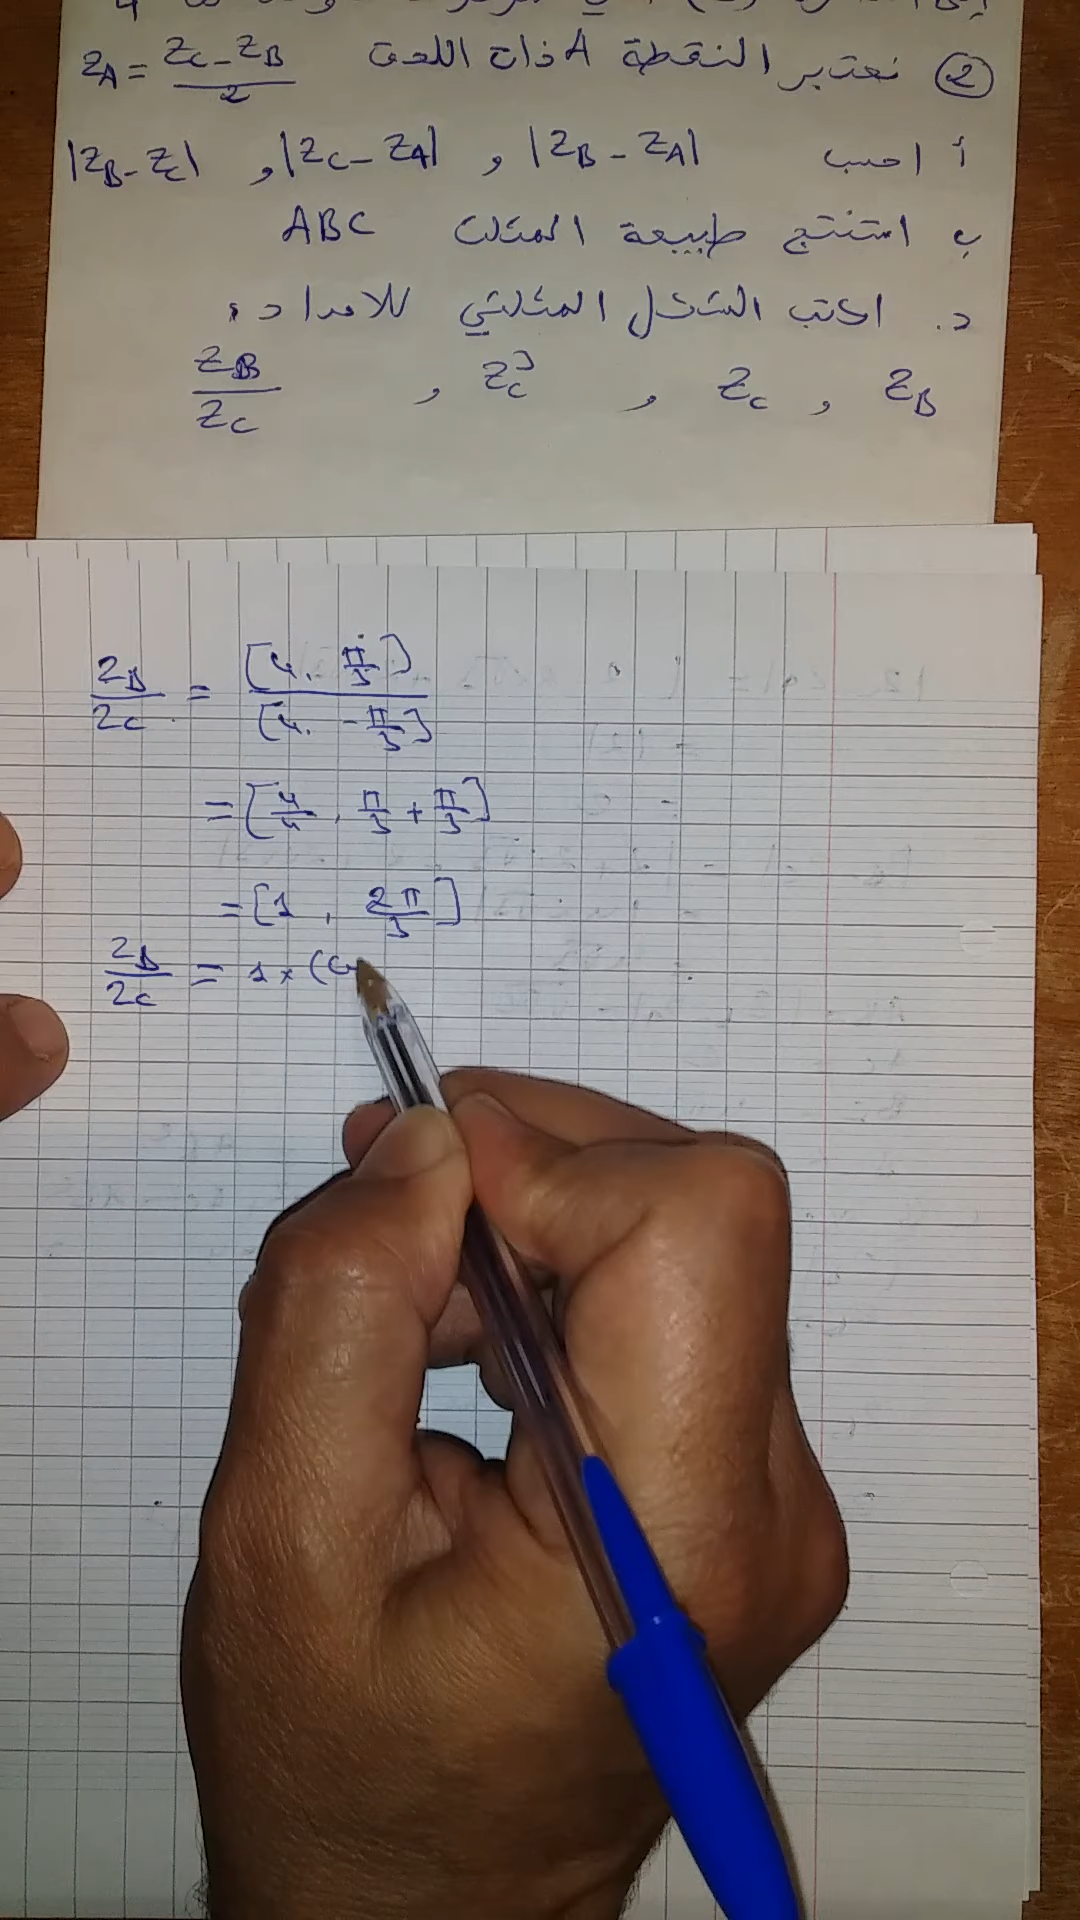 ② نعتبر النقطة A ذات اللحق z_A = (z_C - z_B)/2
أ احسب |z_B - z_A| , |z_C - z_A| , |z_B - z_C|
ب استنتج طبيعة المثلث ABC
د. اكتب الشكل المثلثي للأعداد:
z_B , z_C , z_C^3 , z_B/z_C
z_B/z_C = [4, π/3]/[4, -π/3]
= [4/4, π/3 + π/3]
= [1, 2π/3]
z_B/z_C = 1 × (